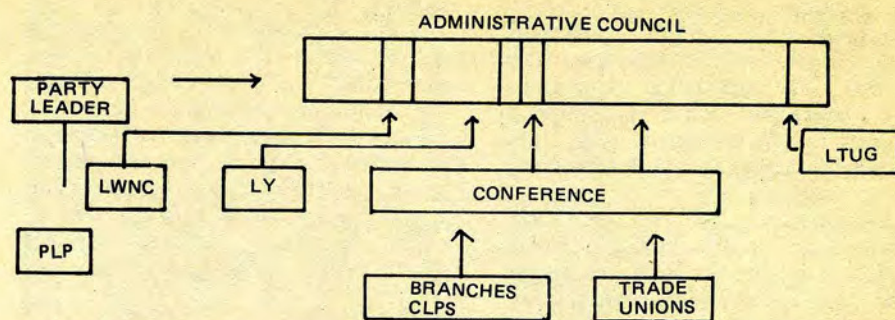 ADMINISTRATIVE COUNCIL
PARTY
LEADER
LWNC
LY
CONFERENCE
LTUG
PLP
BRANCHES
CLPS
TRADE
UNIONS